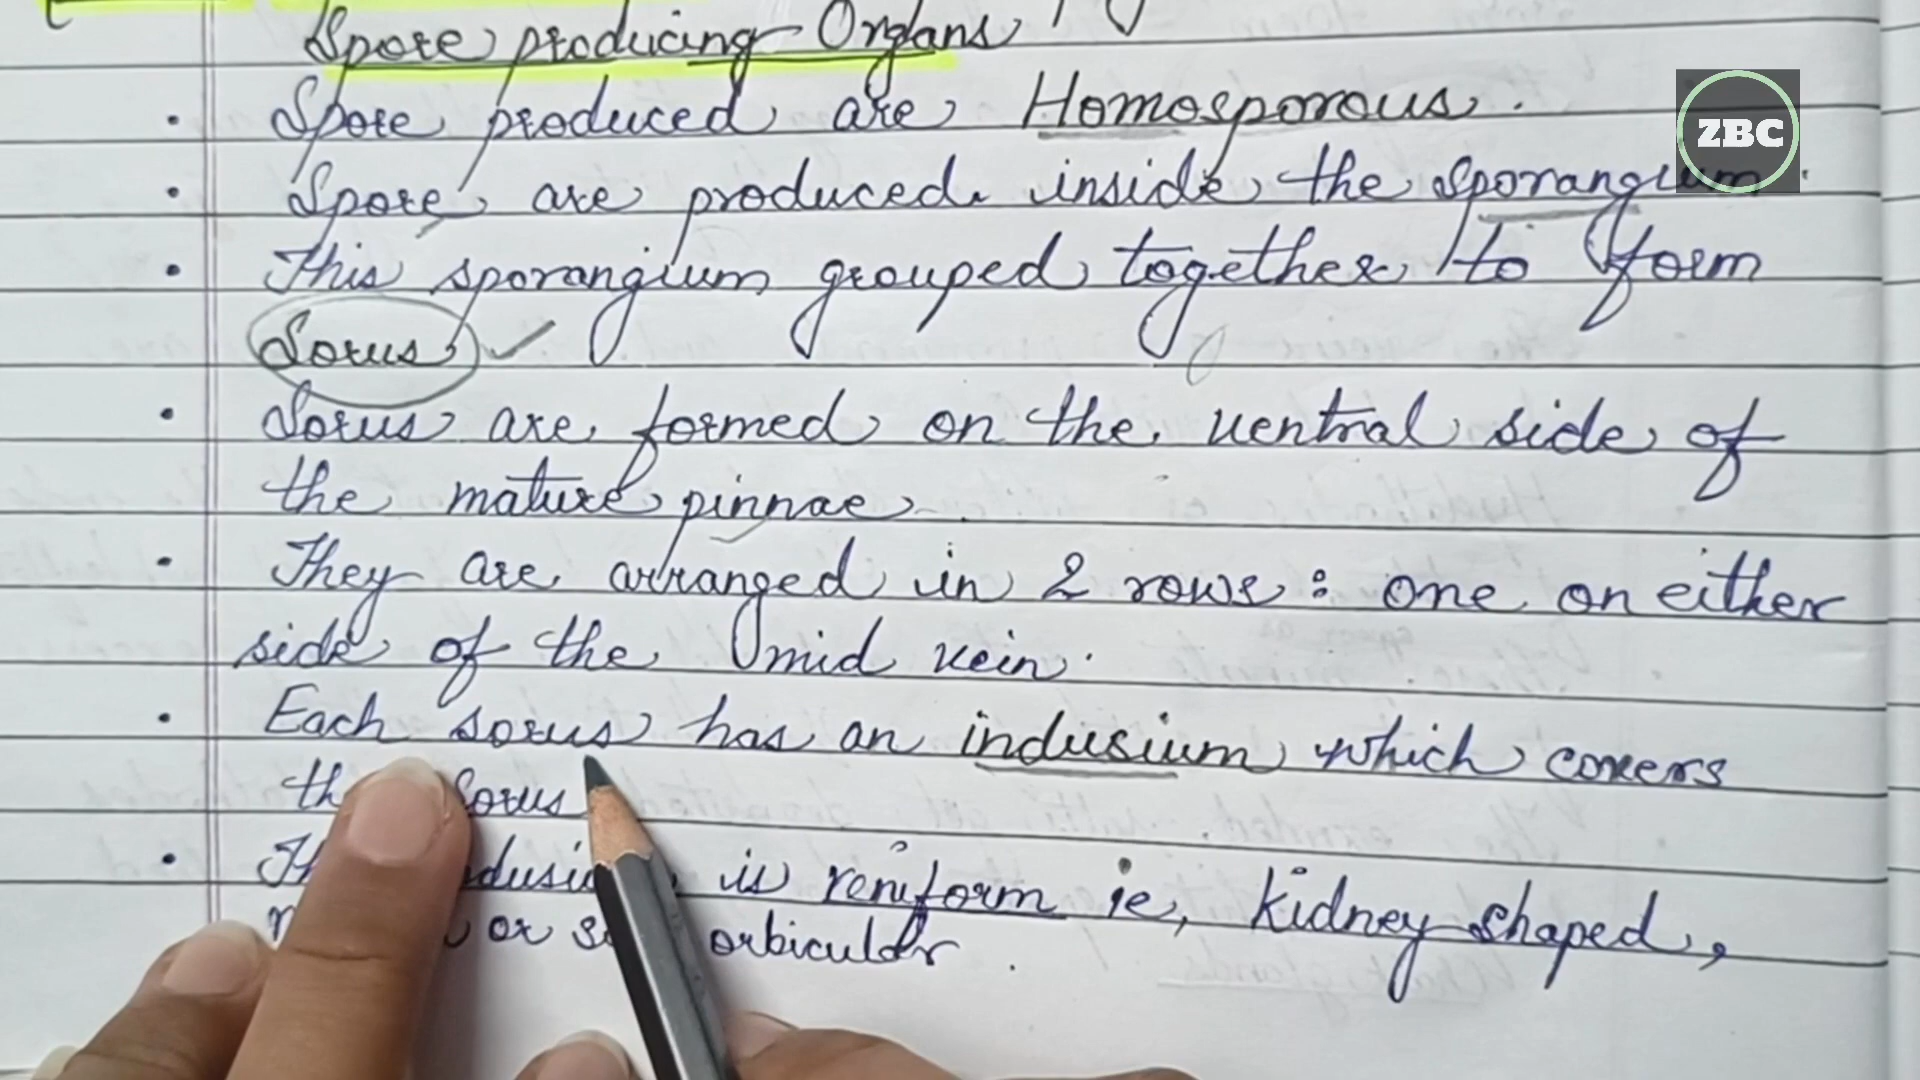 Spore producing Organs
• Spore produced are Homosporous.
• Spore are produced inside the sporangium.
• This sporangium grouped together to form
Sorus
• Sorus are formed on the ventral side of
the mature pinnae
• They are arranged in 2 rows: one on either
side of the mid vein.
• Each sorus has an indusium which covers
Sorus
• is reniform ie, kidney shaped,
or orbicular.
ZBC